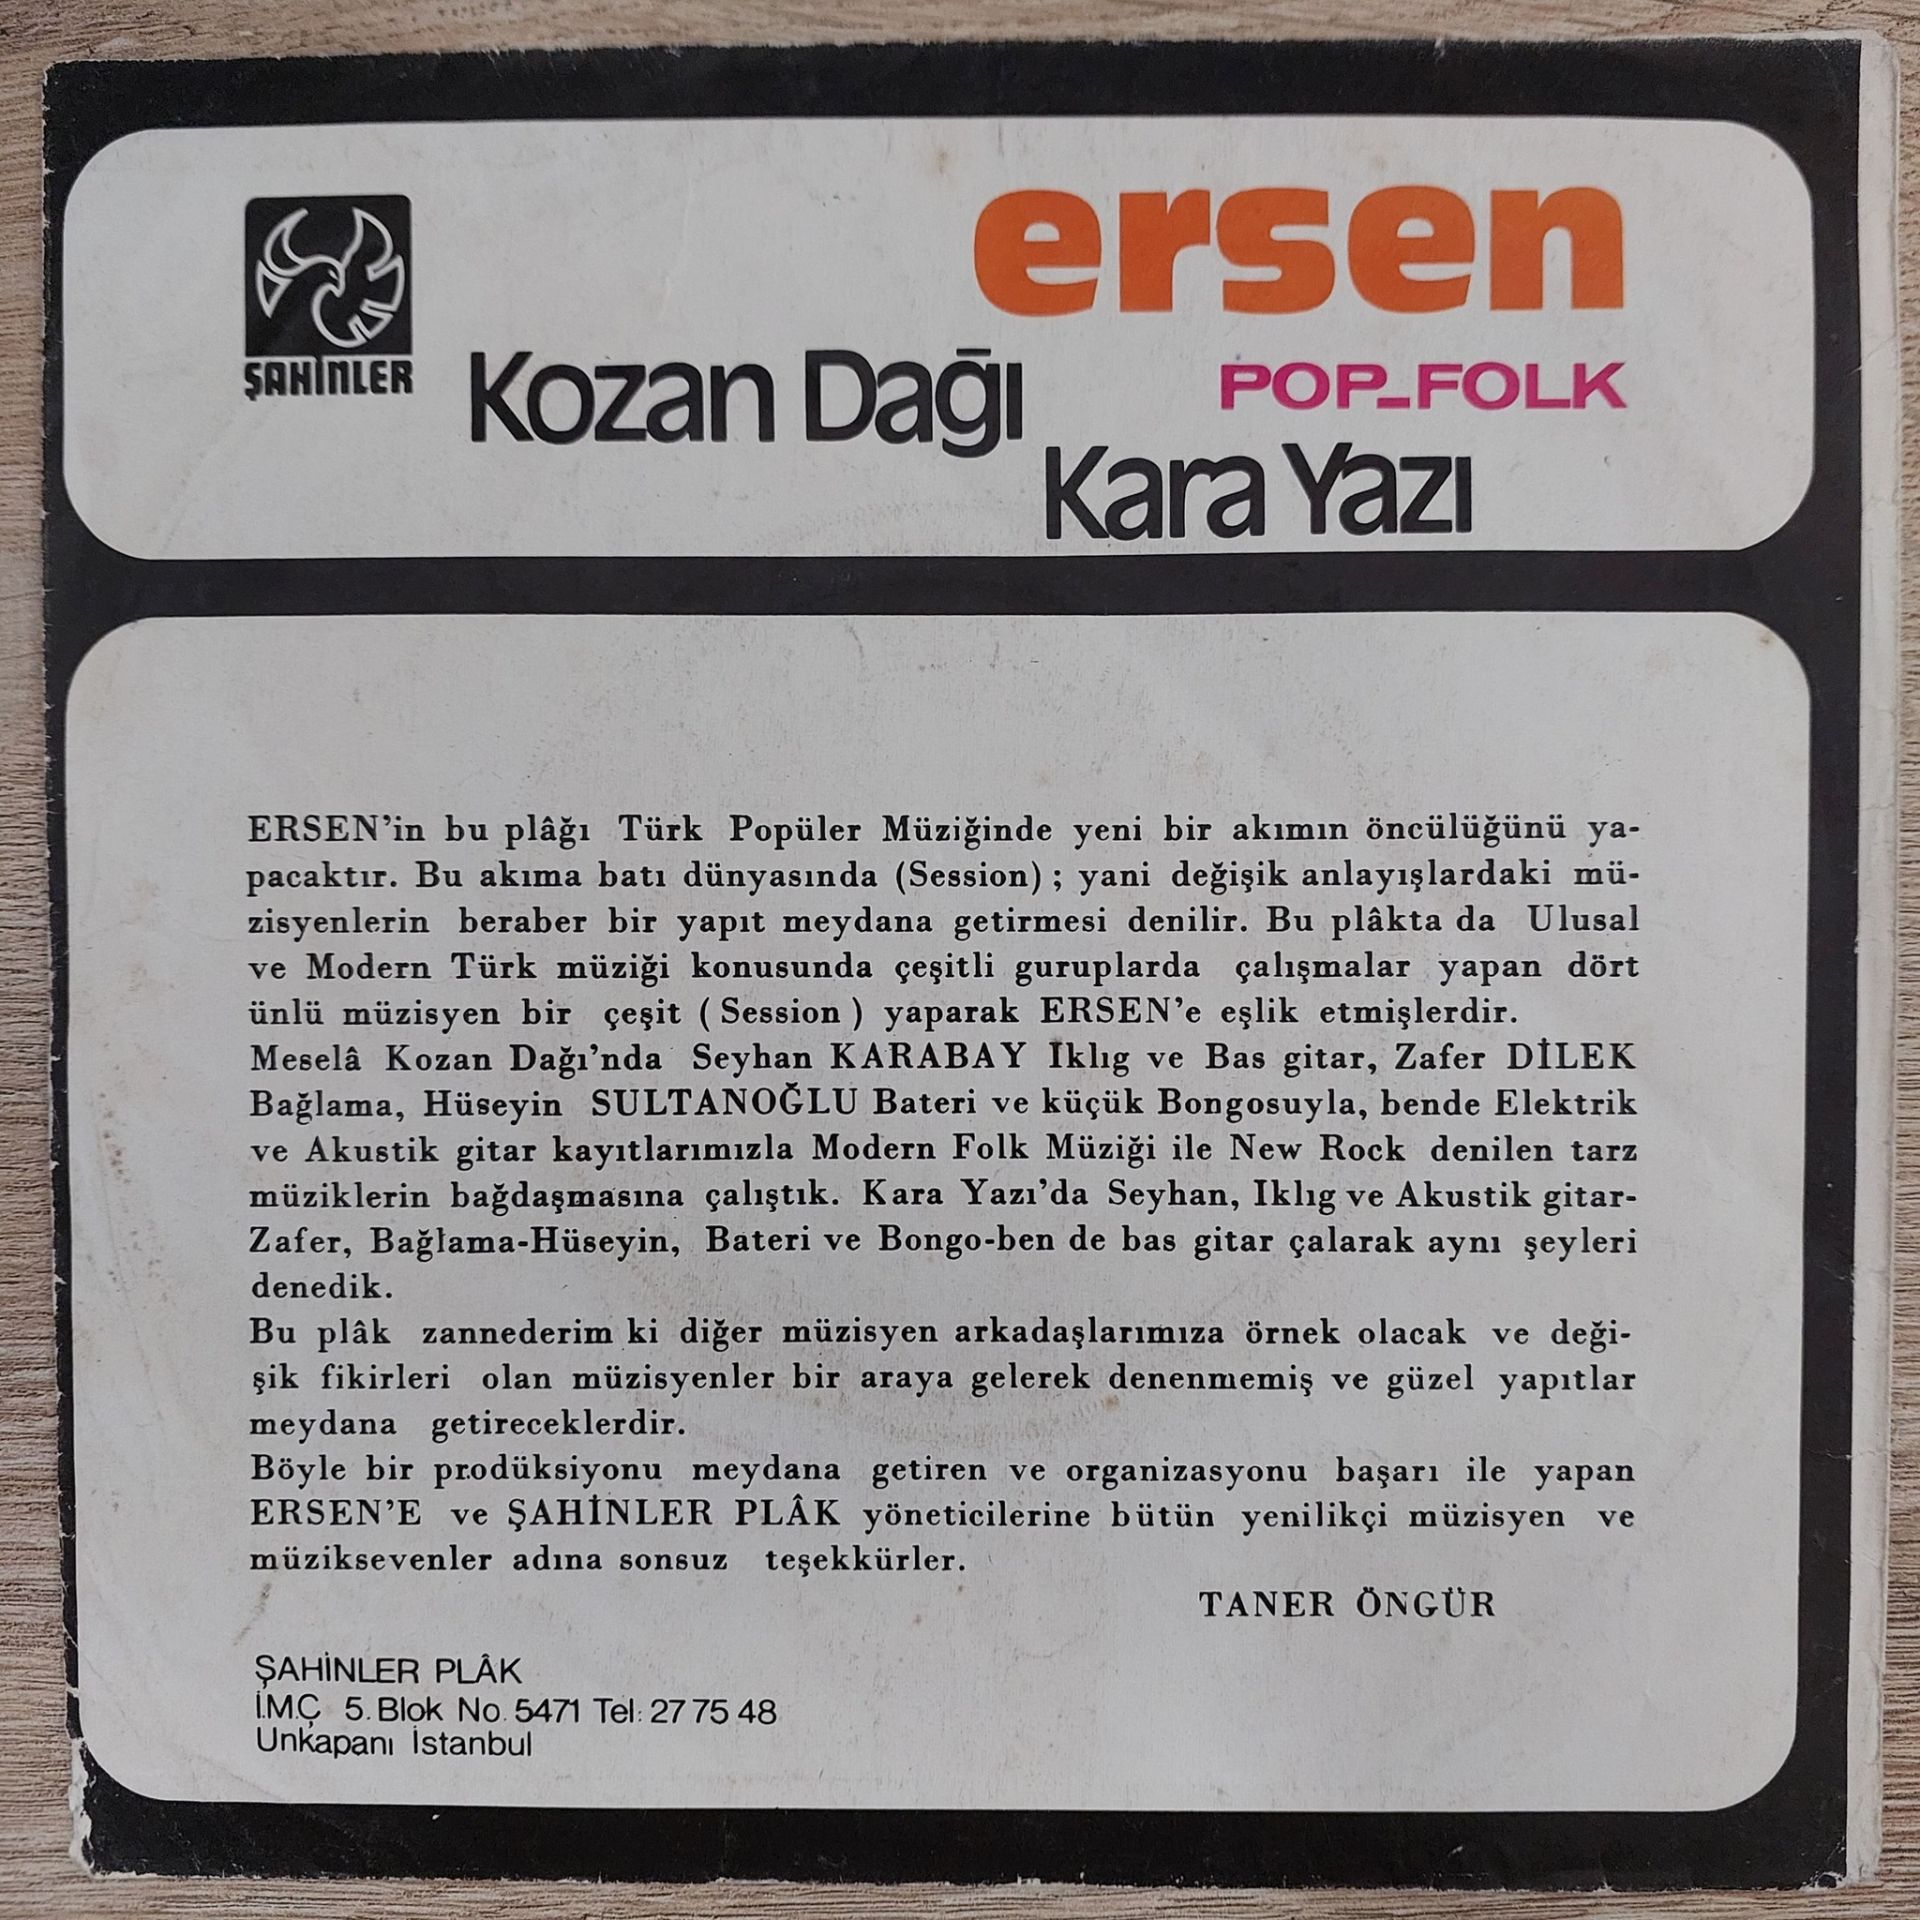 ŞAHİNLER
ersen
Kozan Dağı
POP-FOLK
Kara Yazı
ERSEN'in bu plâğı Türk Popüler Müziğinde yeni bir akımın öncülüğünü ya-
pacaktır. Bu akıma batı dünyasında (Session) ; yani değişik anlayışlardaki mü-
zisyenlerin beraber bir yapıt meydana getirmesi denilir. Bu plâkta da Ulusal
ve Modern Türk müziği konusunda çeşitli guruplarda çalışmalar yapan dört
ünlü müzisyen bir çeşit ( Session ) yaparak ERSEN'e eşlik etmişlerdir.
Meselâ Kozan Dağı'nda Seyhan KARABAY Iklıg ve Bas gitar, Zafer DİLEK
Bağlama, Hüseyin SULTANOĞLU Bateri ve küçük Bongosuyla, bende Elektrik
ve Akustik gitar kayıtlarımızla Modern Folk Müziği ile New Rock denilen tarz
müziklerin bağdaşmasına çalıştık. Kara Yazı'da Seyhan, Iklıg ve Akustik gitar-
Zafer, Bağlama-Hüseyin, Bateri ve Bongo-ben de bas gitar çalarak aynı şeyleri
denedik.
Bu plâk zannederim ki diğer müzisyen arkadaşlarımıza örnek olacak ve deği-
şik fikirleri olan müzisyenler bir araya gelerek denenmemiş ve güzel yapıtlar
meydana getireceklerdir.
Böyle bir prodüksiyonu meydana getiren ve organizasyonu başarı ile yapan
ERSEN'E ve ŞAHİNLER PLÂK yöneticilerine bütün yenilikçi müzisyen ve
müziksevenler adına sonsuz teşekkürler.
TANER ÖNGÜR
ŞAHİNLER PLÂK
İ.M.Ç 5. Blok No. 5471 Tel: 27 75 48
Unkapanı İstanbul